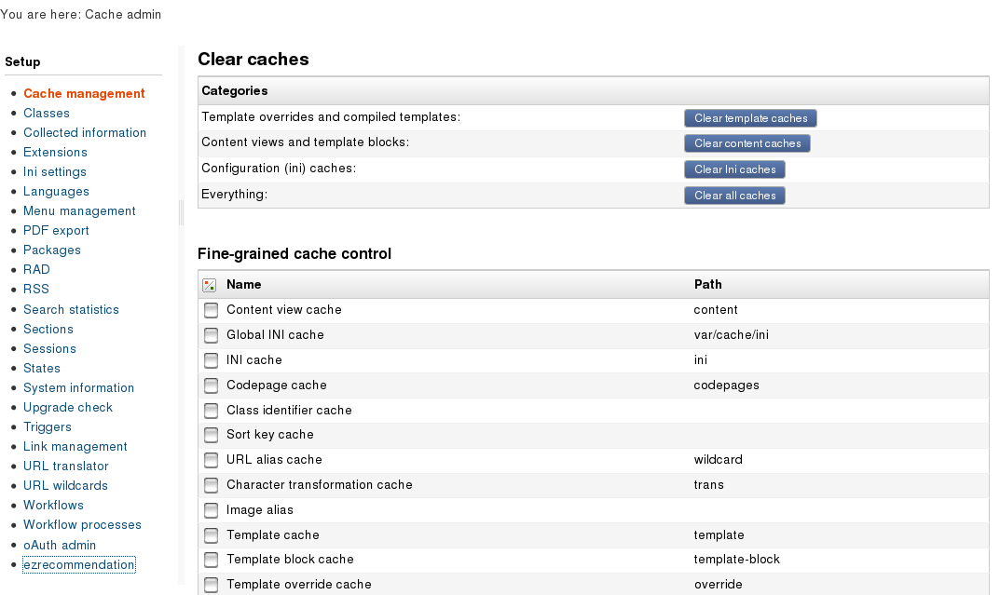 You are here: Cache admin
Setup
Cache management
Classes
Collected information
Extensions
Ini settings
Languages
Menu management
PDF export
Packages
RAD
RSS
Search statistics
Sections
Sessions
States
System information
Upgrade check
Triggers
Link management
URL translator
URL wildcards
Workflows
Workflow processes
oAuth admin
ezrecommendation
Clear caches
Categories
Template overrides and compiled templates: Clear template caches
Content views and template blocks: Clear content caches
Configuration (ini) caches: Clear Ini caches
Everything: Clear all caches
Fine-grained cache control
Name Path
Content view cache content
Global INI cache var/cache/ini
INI cache ini
Codepage cache codepages
Class identifier cache
Sort key cache
URL alias cache wildcard
Character transformation cache trans
Image alias
Template cache template
Template block cache template-block
Template override cache override